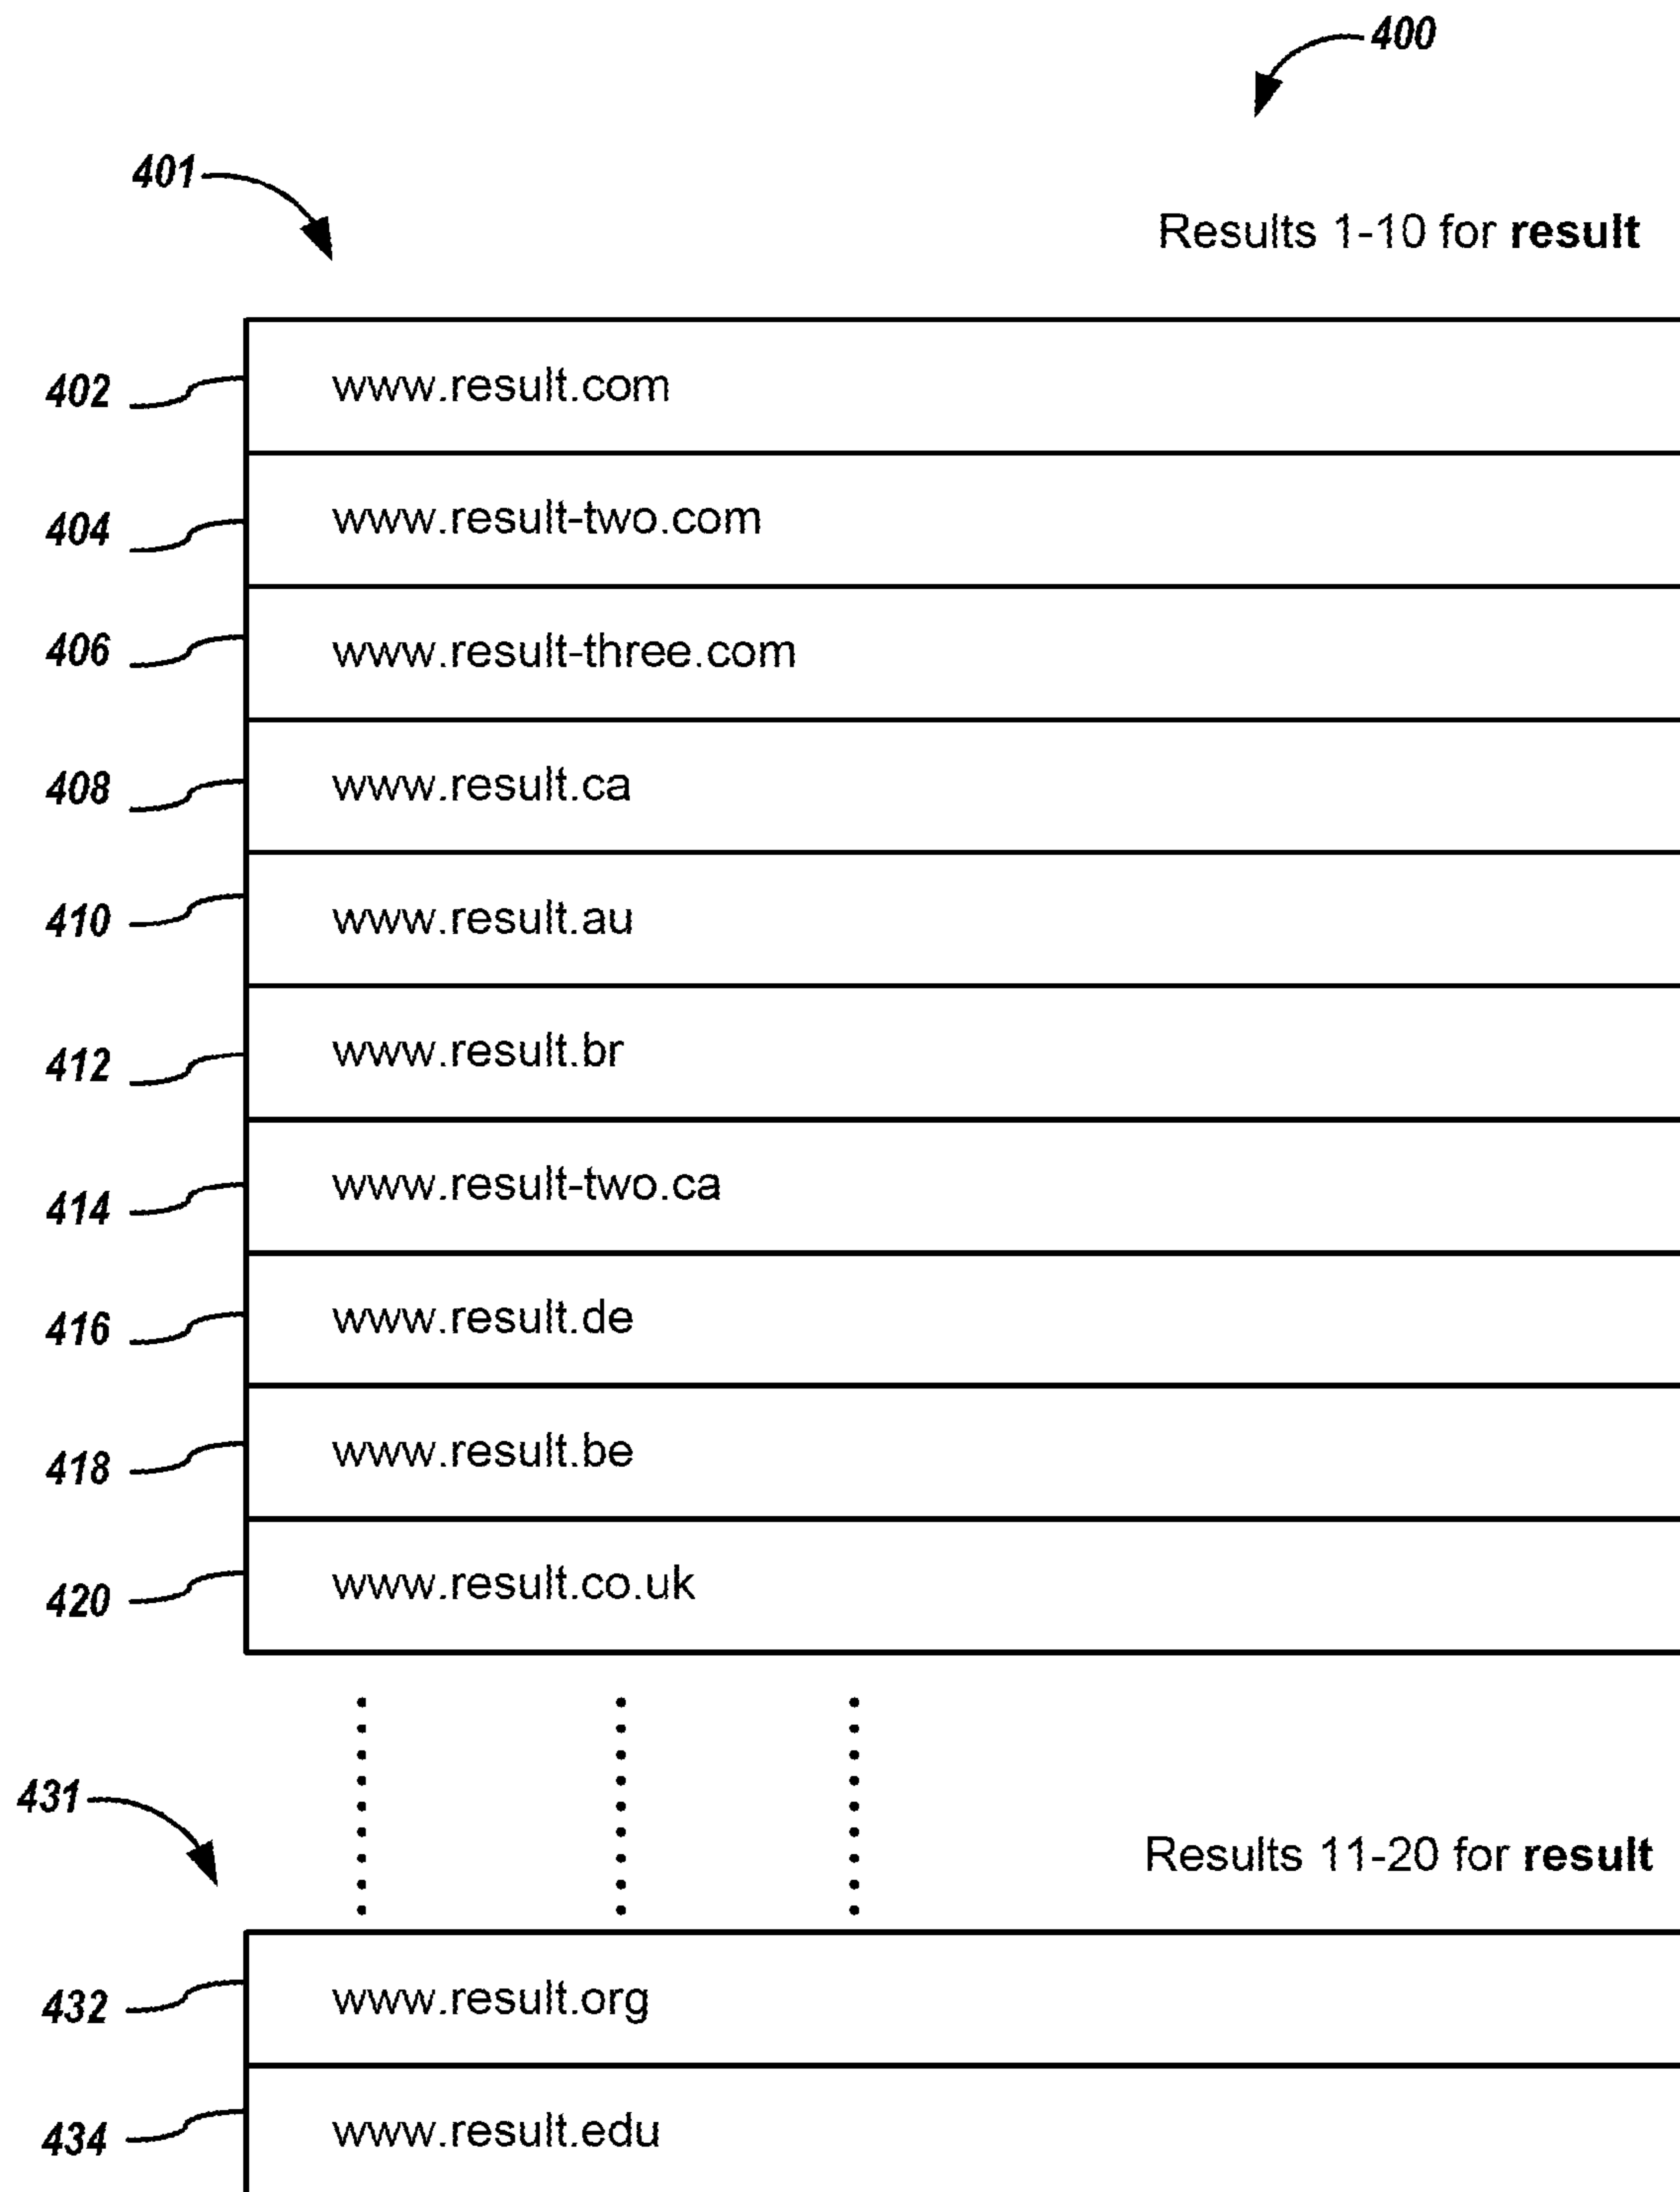 400
401
Results 1-10 for result
402 www.result.com
404 www.result-two.com
406 www.result-three.com
408 www.result.ca
410 www.result.au
412 www.result.br
414 www.result-two.ca
416 www.result.de
418 www.result.be
420 www.result.co.uk
431
Results 11-20 for result
432 www.result.org
434 www.result.edu